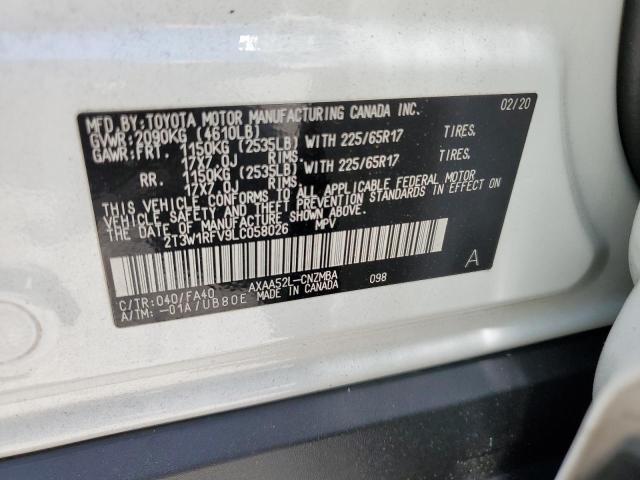 MFD. BY: TOYOTA MOTOR MANUFACTURING CANADA INC. 02/20
GVWR: 2090KG (4610LB)
GAWR: FRT. 1150KG (2535LB) WITH 225/65R17 TIRES.
17X7.0J RIMS.
RR. 1150KG (2535LB) WITH 225/65R17 TIRES.
17X7.0J RIMS.
THIS VEHICLE CONFORMS TO ALL APPLICABLE FEDERAL MOTOR
VEHICLE SAFETY AND THEFT PREVENTION STANDARDS IN EFFECT ON
THE DATE OF MANUFACTURE SHOWN ABOVE.
2T3W1RFV9LC058026 MPV
A
C/TR:040/FA40 AXAA52L-CNZMBA 098
A/TM: -01A/UB80E MADE IN CANADA